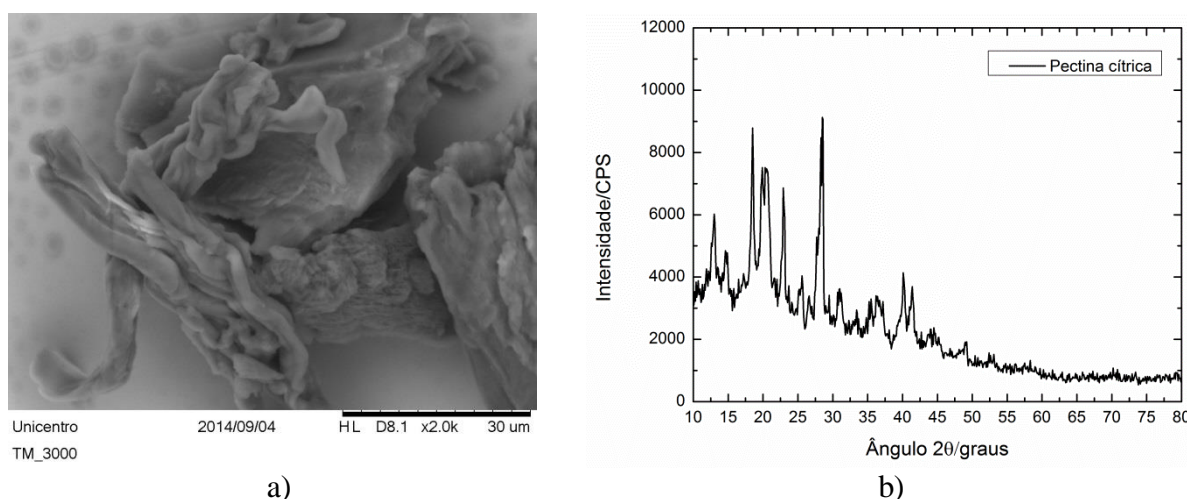 Unicentro 2014/09/04 HL D8.1 x2.0k 30 um
TM_3000
a)
12000
10000
8000
6000
4000
2000
0
Intensidade/CPS
Pectina cítrica
10 15 20 25 30 35 40 45 50 55 60 65 70 75 80
Ângulo 2θ/graus
b)